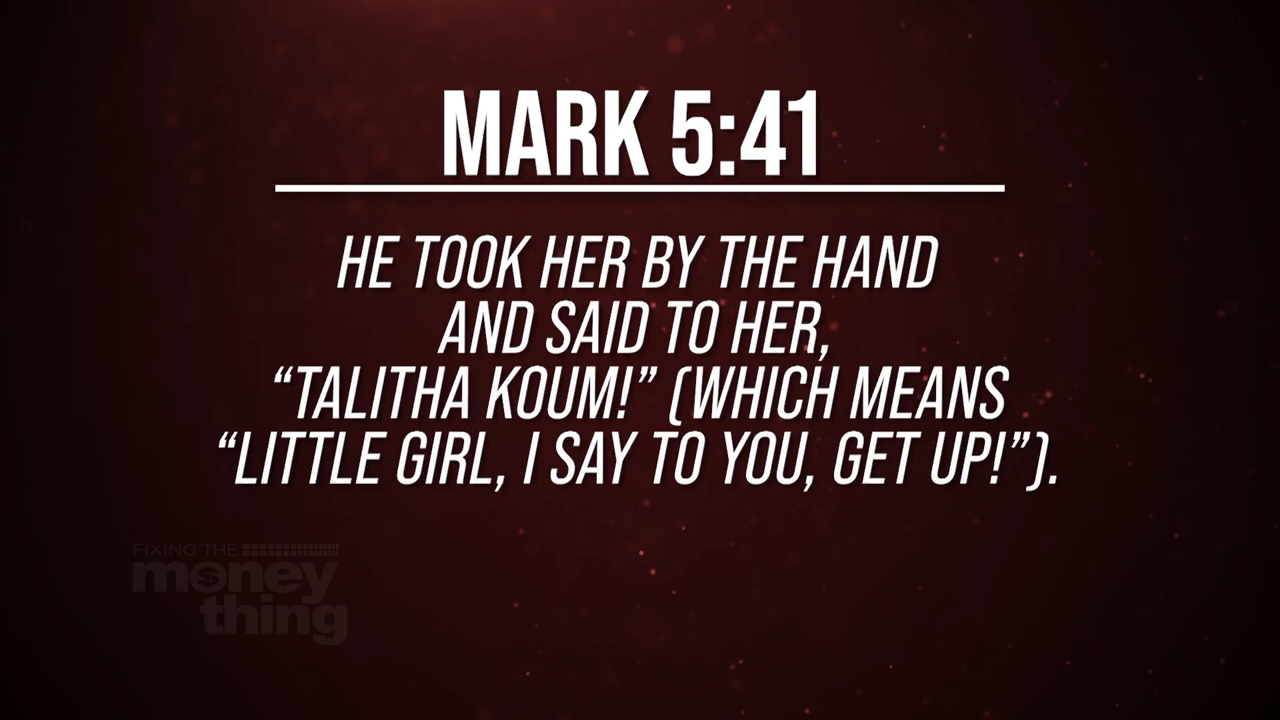 MARK 5:41
HE TOOK HER BY THE HAND
AND SAID TO HER,
“TALITHA KOUM!” (WHICH MEANS
“LITTLE GIRL, I SAY TO YOU, GET UP!”).
FIXING THE
money
thing